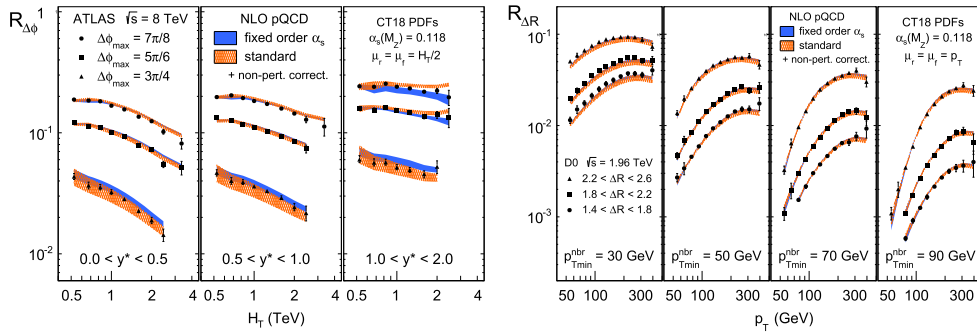 R_Δϕ
ATLAS √s = 8 TeV
Δϕ_max = 7π/8
Δϕ_max = 5π/6
Δϕ_max = 3π/4
NLO pQCD
fixed order α_s
standard
+ non-pert. correct.
CT18 PDFs
α_s(M_Z) = 0.118
μ_r = μ_f = H_T/2
10⁻¹
10⁻²
0.0 < y* < 0.5
0.5 < y* < 1.0
1.0 < y* < 2.0
0.5 1 2 4
0.5 1 2 4
0.5 1 2 4
H_T (TeV)
R_ΔR
NLO pQCD
fixed order α_s
standard
+ non-pert. correct.
CT18 PDFs
α_s(M_Z) = 0.118
μ_r = μ_f = p_T
10⁻¹
10⁻²
10⁻³
D0 √s = 1.96 TeV
2.2 < ΔR < 2.6
1.8 < ΔR < 2.2
1.4 < ΔR < 1.8
p_Tmin^nbr = 30 GeV
p_Tmin^nbr = 50 GeV
p_Tmin^nbr = 70 GeV
p_Tmin^nbr = 90 GeV
50 100 300
50 100 300
50 100 300
50 100 300
p_T (GeV)